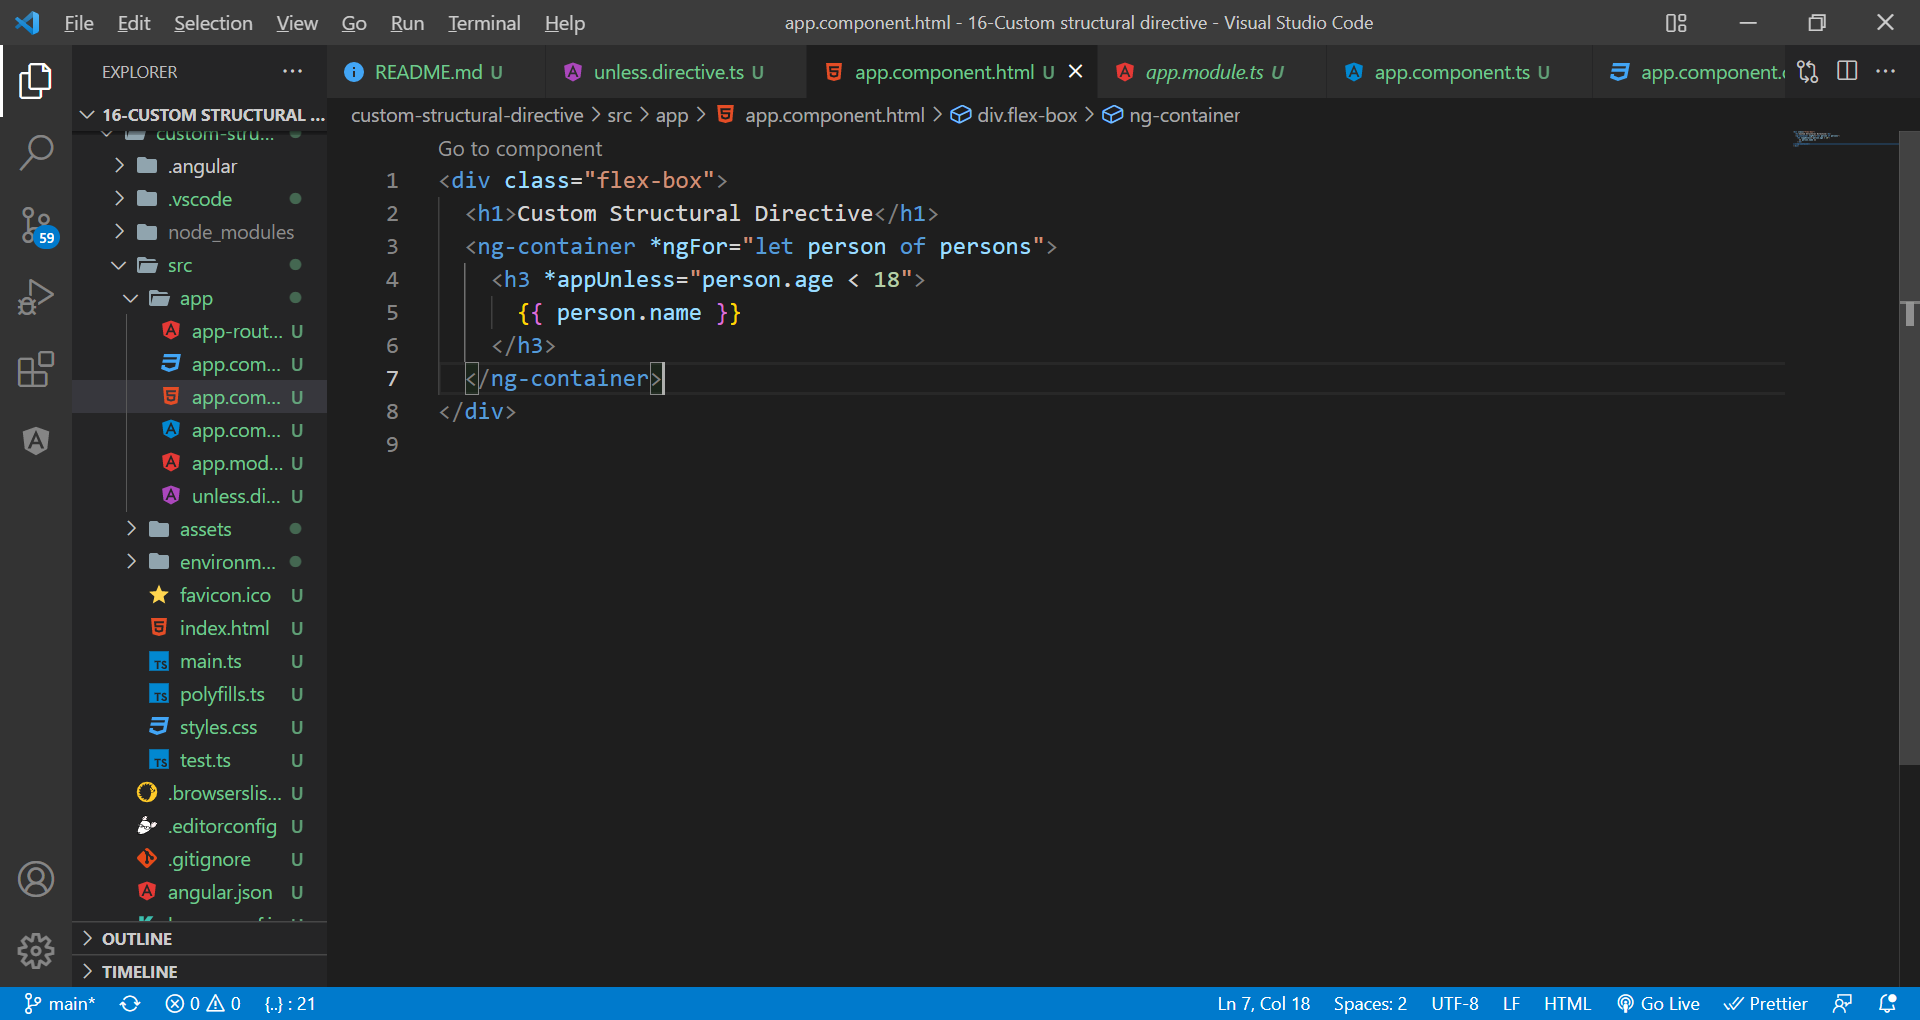 File Edit Selection View Go Run Terminal Help
app.component.html - 16-Custom structural directive - Visual Studio Code
EXPLORER
README.md U
unless.directive.ts U
app.component.html U
app.module.ts U
app.component.ts U
app.component.c
16-CUSTOM STRUCTURAL ...
custom-structural-directive > src > app > app.component.html > div.flex-box > ng-container
custom-stru...
.angular
.vscode
node_modules
src
app
app-rout... U
app.com... U
app.com... U
app.com... U
app.mod... U
unless.di... U
assets
environm...
favicon.ico U
index.html U
main.ts U
polyfills.ts U
styles.css U
test.ts U
.browserslis... U
.editorconfig U
.gitignore U
angular.json U
OUTLINE
TIMELINE
59
Go to component
1 <div class="flex-box">
2 <h1>Custom Structural Directive</h1>
3 <ng-container *ngFor="let person of persons">
4 <h3 *appUnless="person.age < 18">
5 {{ person.name }}
6 </h3>
7 </ng-container>
8 </div>
9
main* 0 0 {..} : 21
Ln 7, Col 18 Spaces: 2 UTF-8 LF HTML Go Live Prettier